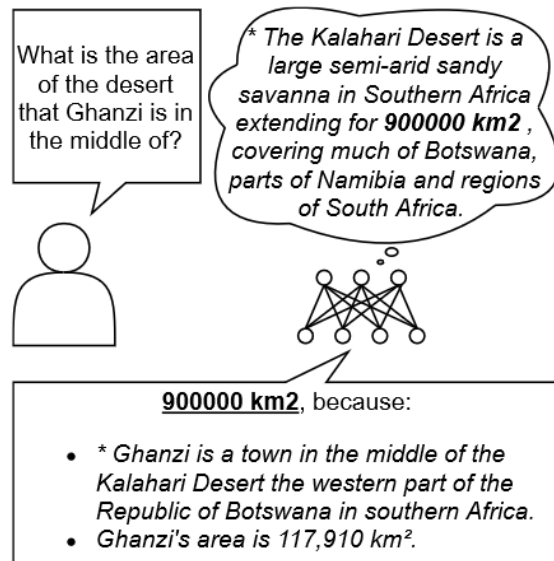 What is the area
of the desert
that Ghanzi is in
the middle of?
* The Kalahari Desert is a
large semi-arid sandy
savanna in Southern Africa
extending for 900000 km2 ,
covering much of Botswana,
parts of Namibia and regions
of South Africa.
900000 km2, because:
• * Ghanzi is a town in the middle of the
Kalahari Desert the western part of the
Republic of Botswana in southern Africa.
• Ghanzi's area is 117,910 km².